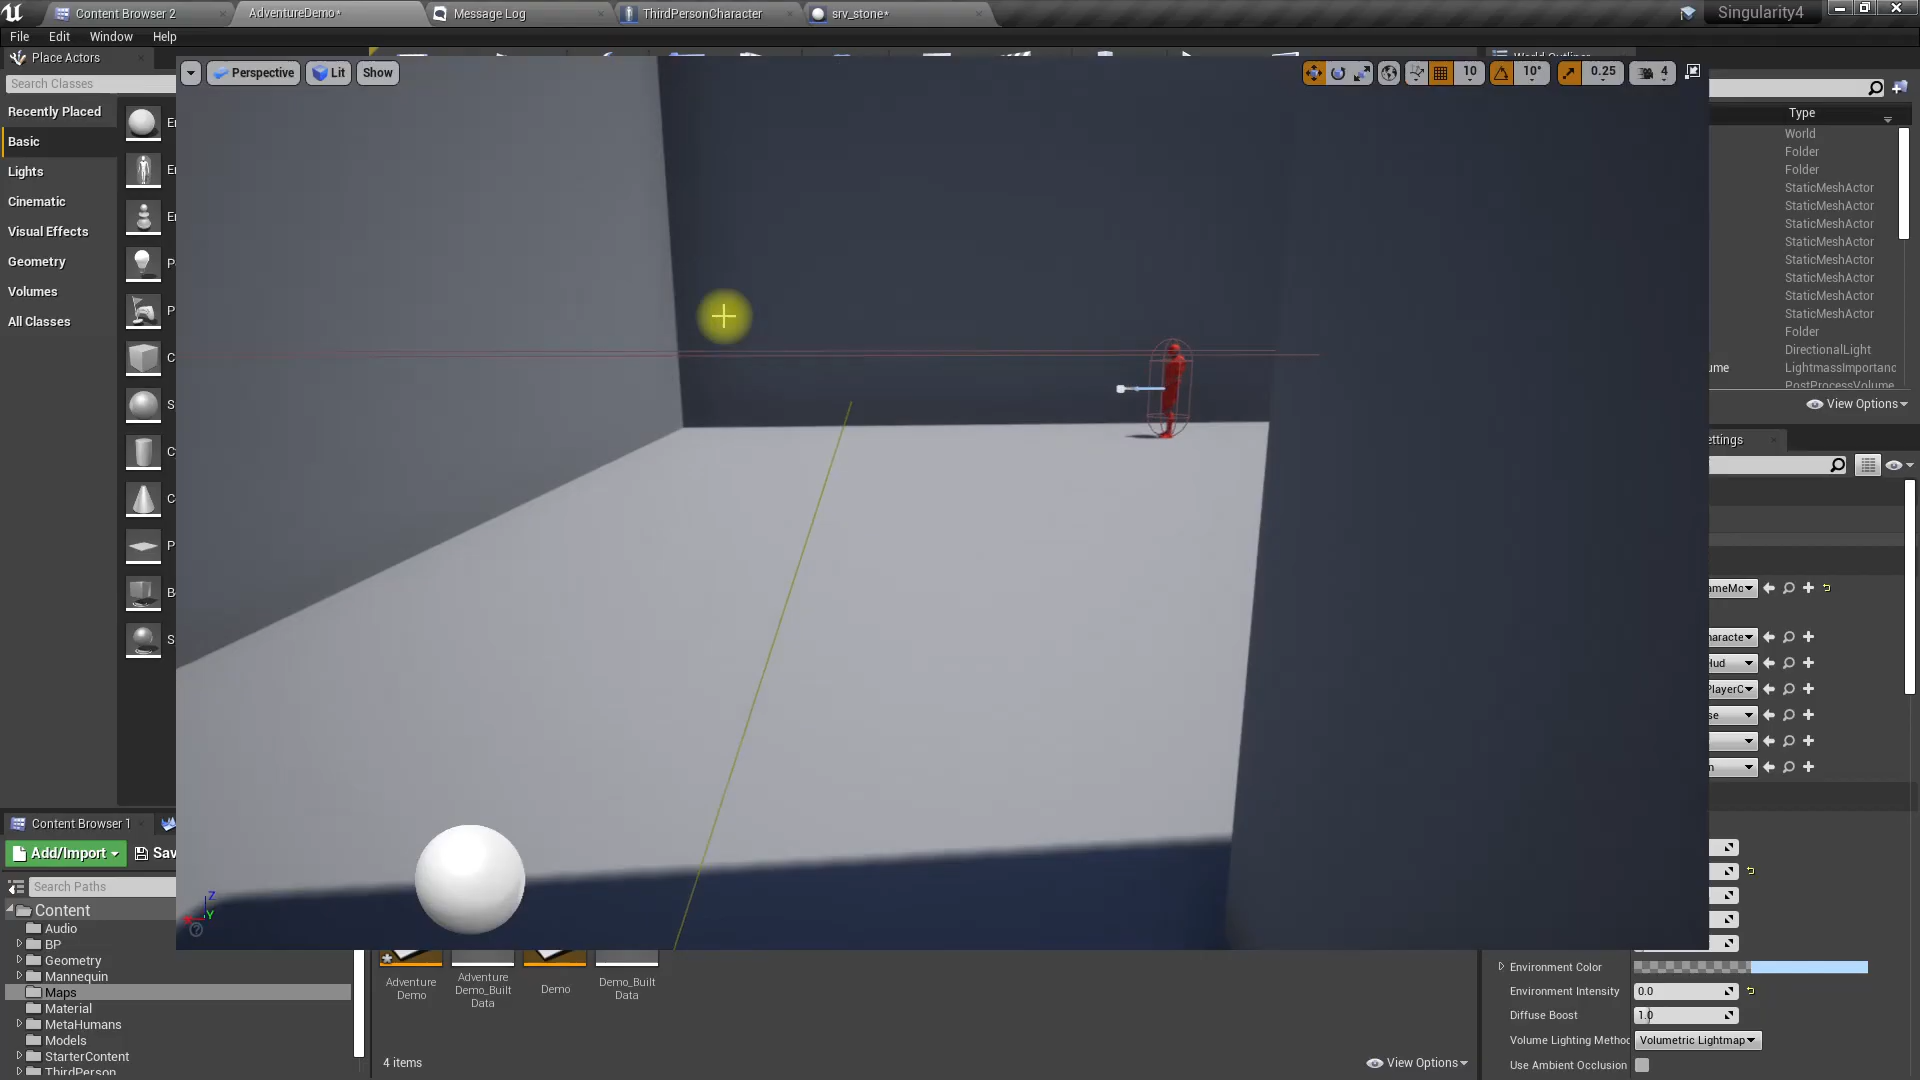 Content Browser 2
AdventureDemo*
Message Log
ThirdPersonCharacter
srv_stone*
Singularity4
File
Edit
Window
Help
Place Actors
Search Classes
Recently Placed
Basic
Lights
Cinematic
Visual Effects
Geometry
Volumes
All Classes
Perspective
Lit
Show
10
10°
0.25
4
Type
World
Folder
Folder
StaticMeshActor
StaticMeshActor
StaticMeshActor
StaticMeshActor
StaticMeshActor
StaticMeshActor
StaticMeshActor
StaticMeshActor
Folder
DirectionalLight
ume
LightmassImportanc
PostProcessVolume
View Options
ettings
ameMo
haracte
Hud
PlayerC
se
n
Content Browser 1
Add/Import
Sav
Search Paths
Content
Audio
BP
Geometry
Mannequin
Maps
Material
MetaHumans
Models
StarterContent
ThirdPerson
Z
Y
Adventure
Demo
Adventure
Demo_Built
Data
Demo
Demo_Built
Data
4 items
View Options
Environment Color
Environment Intensity
0.0
Diffuse Boost
1.0
Volume Lighting Method
Volumetric Lightmap
Use Ambient Occlusion